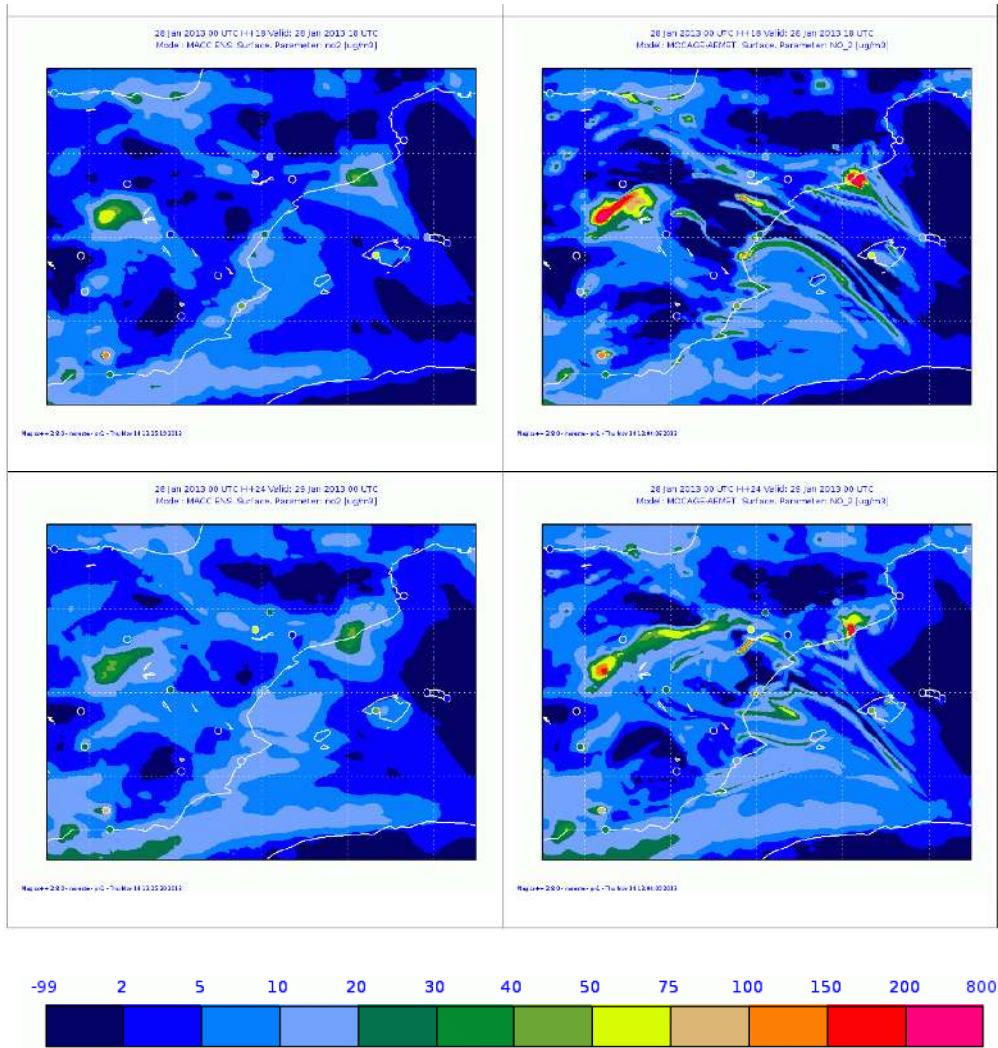 28 Jan 2013 00 UTC H+18 Valid: 28 Jan 2013 18 UTC
Model: MACC ENS. Surface. Parameter: no2 [ug/m3]
28 Jan 2013 00 UTC H+18 Valid: 28 Jan 2013 18 UTC
Model: MOCAGE-AEMET. Surface. Parameter: NO_2 [ug/m3]
28 Jan 2013 00 UTC H+24 Valid: 29 Jan 2013 00 UTC
Model: MACC ENS. Surface. Parameter: no2 [ug/m3]
28 Jan 2013 00 UTC H+24 Valid: 29 Jan 2013 00 UTC
Model: MOCAGE-AEMET. Surface. Parameter: NO_2 [ug/m3]
-99 2 5 10 20 30 40 50 75 100 150 200 800